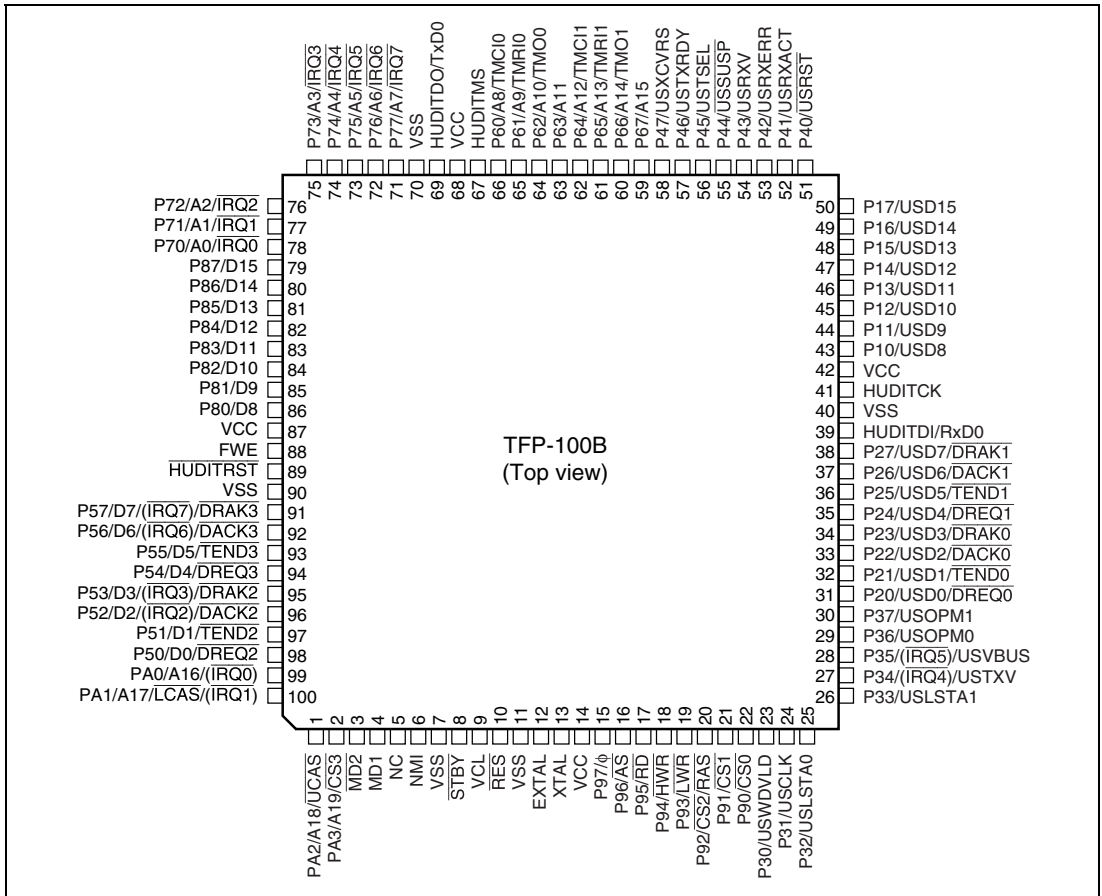 P73/A3/IRQ3
P74/A4/IRQ4
P75/A5/IRQ5
P76/A6/IRQ6
P77/A7/IRQ7
VSS
HUDITDO/TxD0
VCC
HUDITMS
P60/A8/TMCI0
P61/A9/TMRI0
P62/A10/TMO0
P63/A11
P64/A12/TMCI1
P65/A13/TMRI1
P66/A14/TMO1
P67/A15
P47/USXCVRS
P46/USTXRDY
P45/USTSEL
P44/USSUSP
P43/USRXV
P42/USRXERR
P41/USRXACT
P40/USRST
75 74 73 72 71 70 69 68 67 66 65 64 63 62 61 60 59 58 57 56 55 54 53 52 51
P72/A2/IRQ2 76
P71/A1/IRQ1 77
P70/A0/IRQ0 78
P87/D15 79
P86/D14 80
P85/D13 81
P84/D12 82
P83/D11 83
P82/D10 84
P81/D9 85
P80/D8 86
VCC 87
FWE 88
HUDITRST 89
VSS 90
P57/D7/(IRQ7)/DRAK3 91
P56/D6/(IRQ6)/DACK3 92
P55/D5/TEND3 93
P54/D4/DREQ3 94
P53/D3/(IRQ3)/DRAK2 95
P52/D2/(IRQ2)/DACK2 96
P51/D1/TEND2 97
P50/D0/DREQ2 98
PA0/A16/(IRQ0) 99
PA1/A17/LCAS/(IRQ1) 100
TFP-100B
(Top view)
50 P17/USD15
49 P16/USD14
48 P15/USD13
47 P14/USD12
46 P13/USD11
45 P12/USD10
44 P11/USD9
43 P10/USD8
42 VCC
41 HUDITCK
40 VSS
39 HUDITDI/RxD0
38 P27/USD7/DRAK1
37 P26/USD6/DACK1
36 P25/USD5/TEND1
35 P24/USD4/DREQ1
34 P23/USD3/DRAK0
33 P22/USD2/DACK0
32 P21/USD1/TEND0
31 P20/USD0/DREQ0
30 P37/USOPM1
29 P36/USOPM0
28 P35/(IRQ5)/USVBUS
27 P34/(IRQ4)/USTXV
26 P33/USLSTA1
1 2 3 4 5 6 7 8 9 10 11 12 13 14 15 16 17 18 19 20 21 22 23 24 25
PA2/A18/UCAS
PA3/A19/CS3
MD2
MD1
NC
NMI
VSS
STBY
VCL
RES
VSS
EXTAL
XTAL
VCC
P97/ϕ
P96/AS
P95/RD
P94/HWR
P93/LWR
P92/CS2/RAS
P91/CS1
P90/CS0
P30/USWDVLD
P31/USCLK
P32/USLSTA0